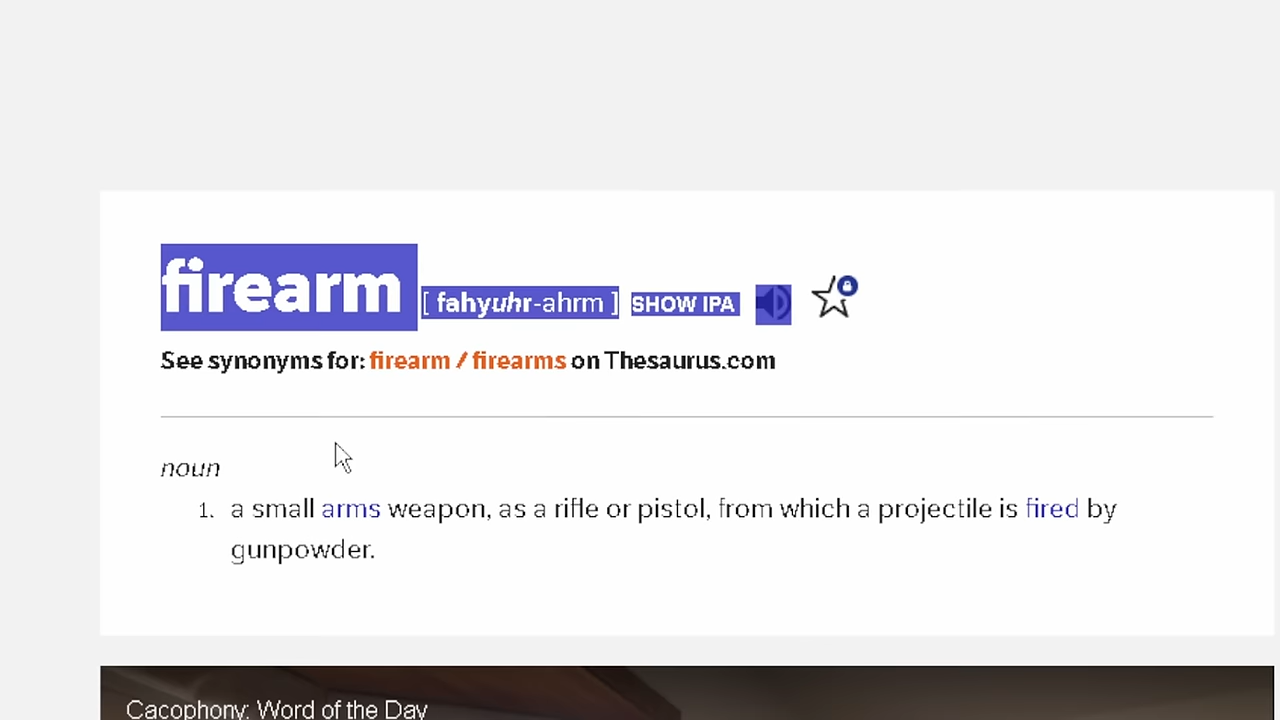 firearm [ fahyuhr-ahrm ] SHOW IPA
See synonyms for: firearm / firearms on Thesaurus.com
noun
1. a small arms weapon, as a rifle or pistol, from which a projectile is fired by
gunpowder.
Cacophony: Word of the Day